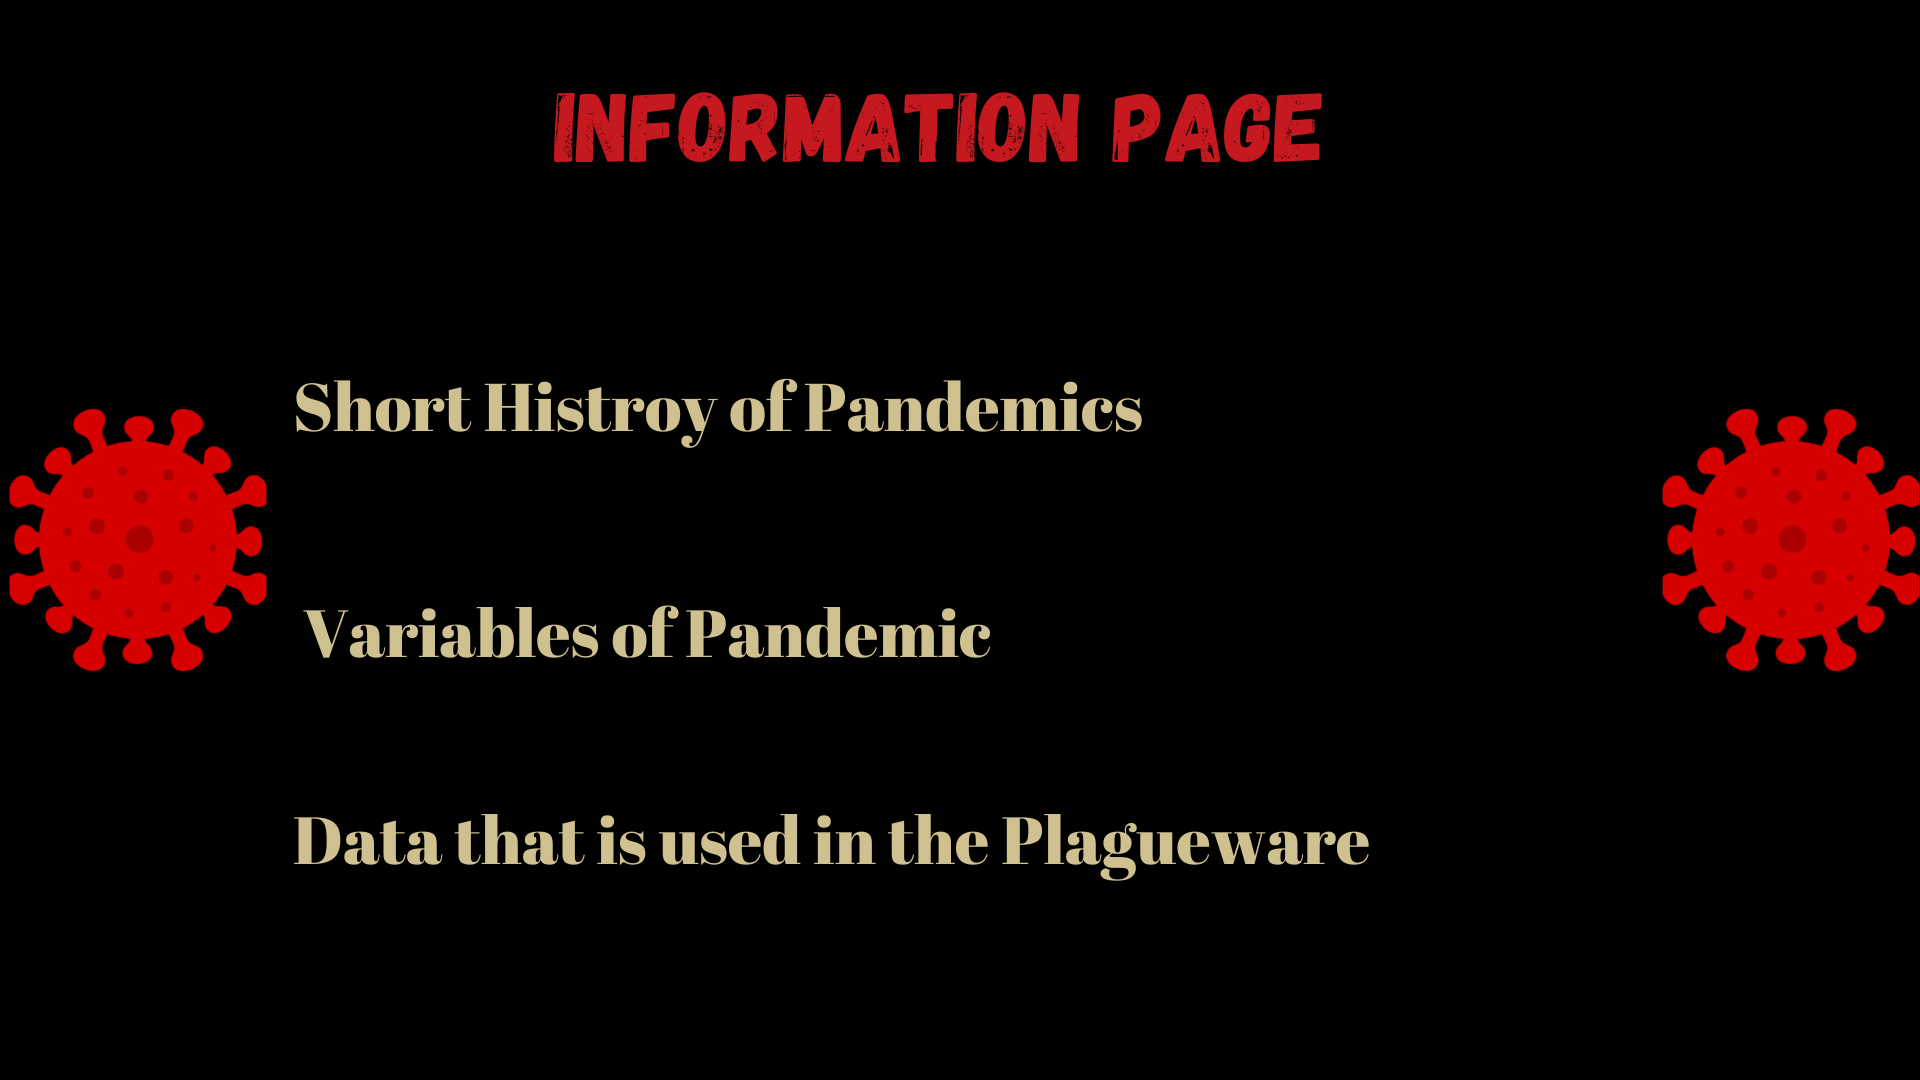 INFORMATION PAGE
Short Histroy of Pandemics
Variables of Pandemic
Data that is used in the Plagueware